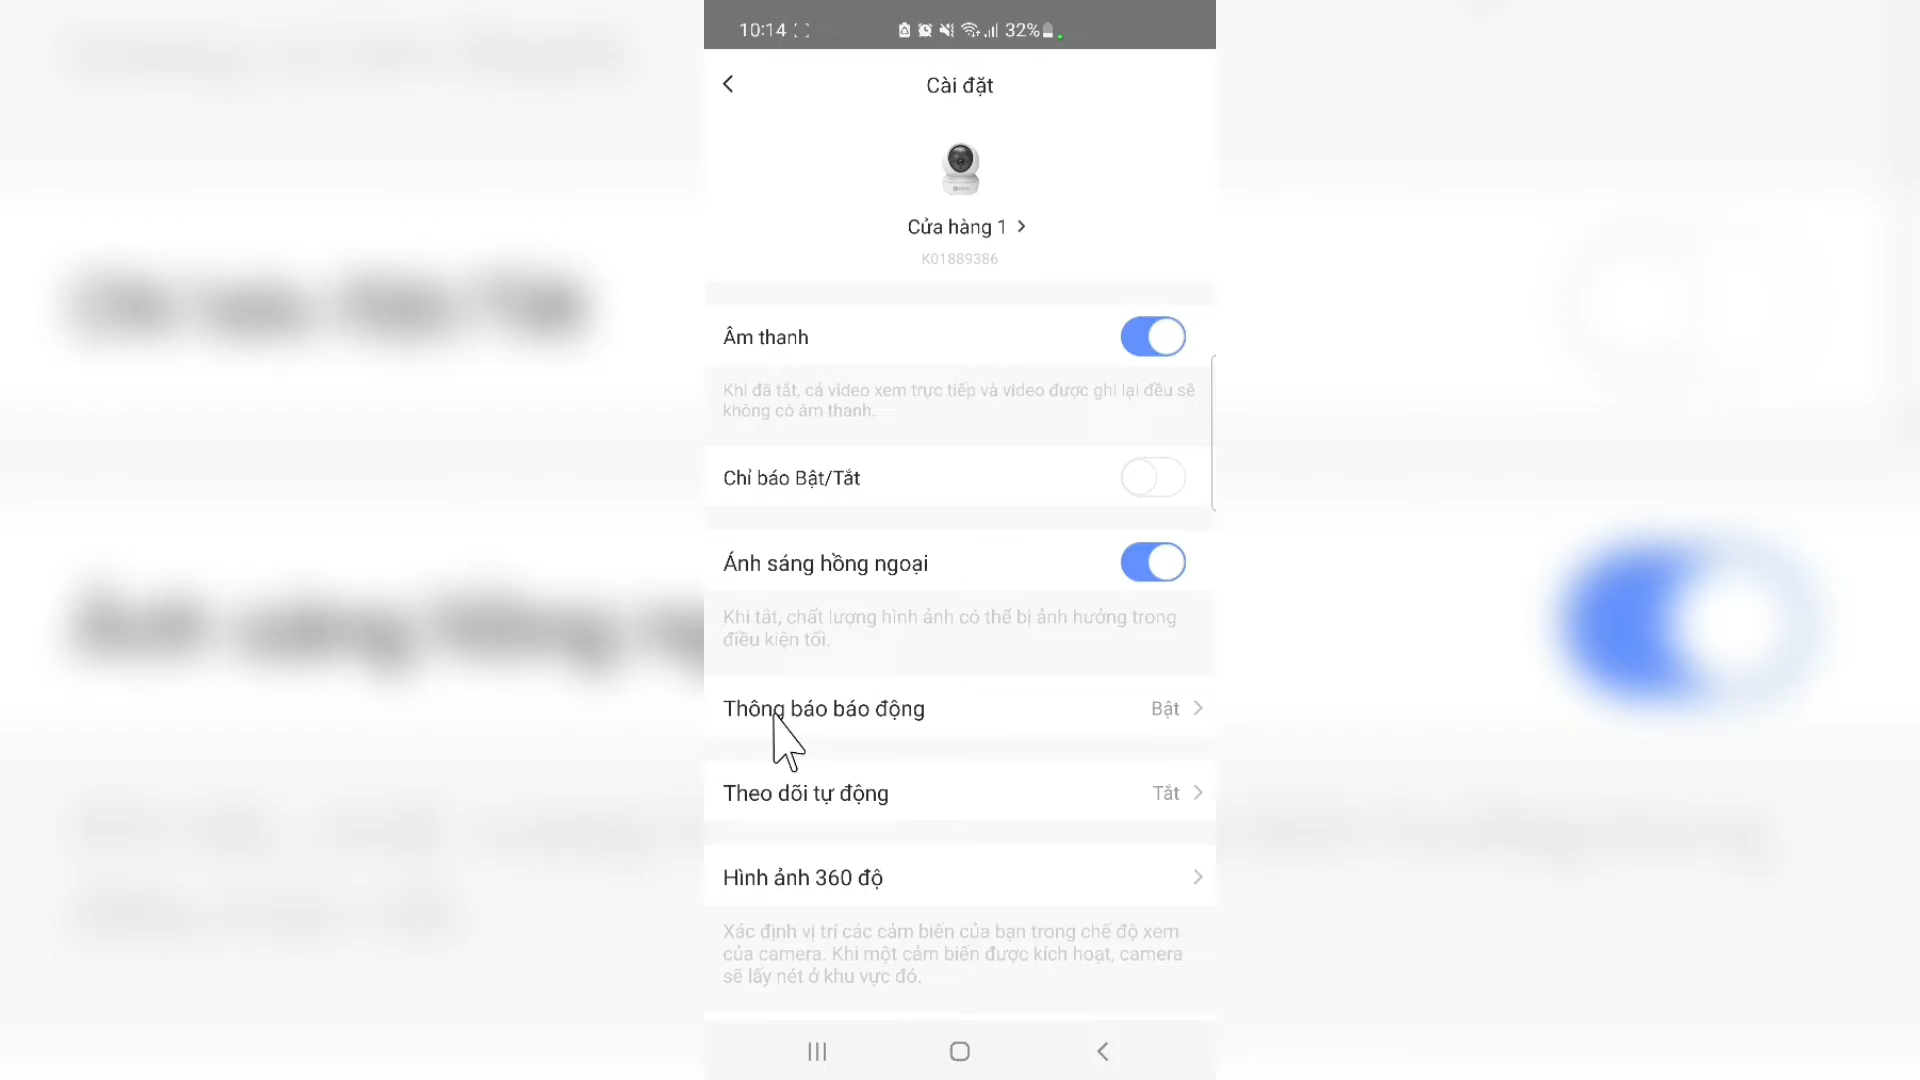 10:14
32%
Cài đặt
Cửa hàng 1
K01889386
Âm thanh
Khi đã tắt, cả video xem trực tiếp và video được ghi lại đều sẽ
không có âm thanh.
Chỉ báo Bật/Tắt
Ánh sáng hồng ngoại
Khi tắt, chất lượng hình ảnh có thể bị ảnh hưởng trong
điều kiện tối.
Thông báo báo động
Bật
Theo dõi tự động
Tắt
Hình ảnh 360 độ
Xác định vị trí các cảm biến của bạn trong chế độ xem
của camera. Khi một cảm biến được kích hoạt, camera
sẽ lấy nét ở khu vực đó.